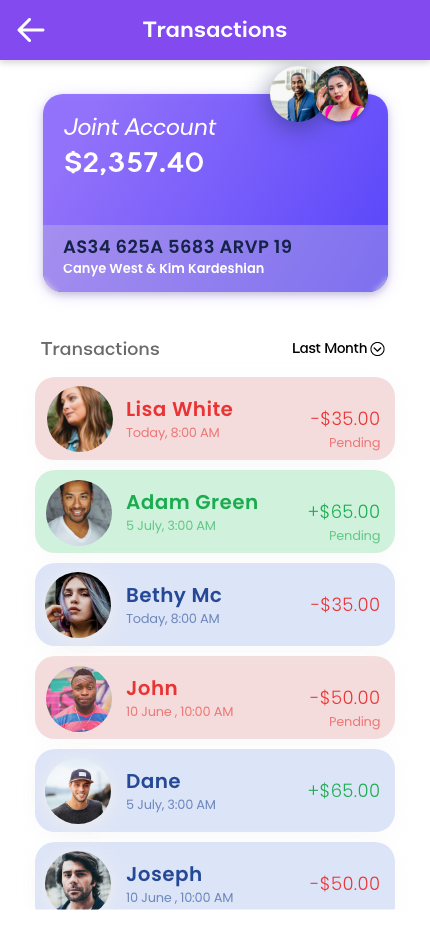 Transactions
Joint Account
$2,357.40
AS34 625A 5683 ARVP 19
Canye West & Kim Kardeshian
Transactions
Last Month
Lisa White
-$35.00
Today, 8:00 AM
Pending
Adam Green
+$65.00
5 July, 3:00 AM
Pending
Bethy Mc
-$35.00
Today, 8:00 AM
John
-$50.00
10 June , 10:00 AM
Pending
Dane
+$65.00
5 July, 3:00 AM
Joseph
-$50.00
10 June , 10:00 AM